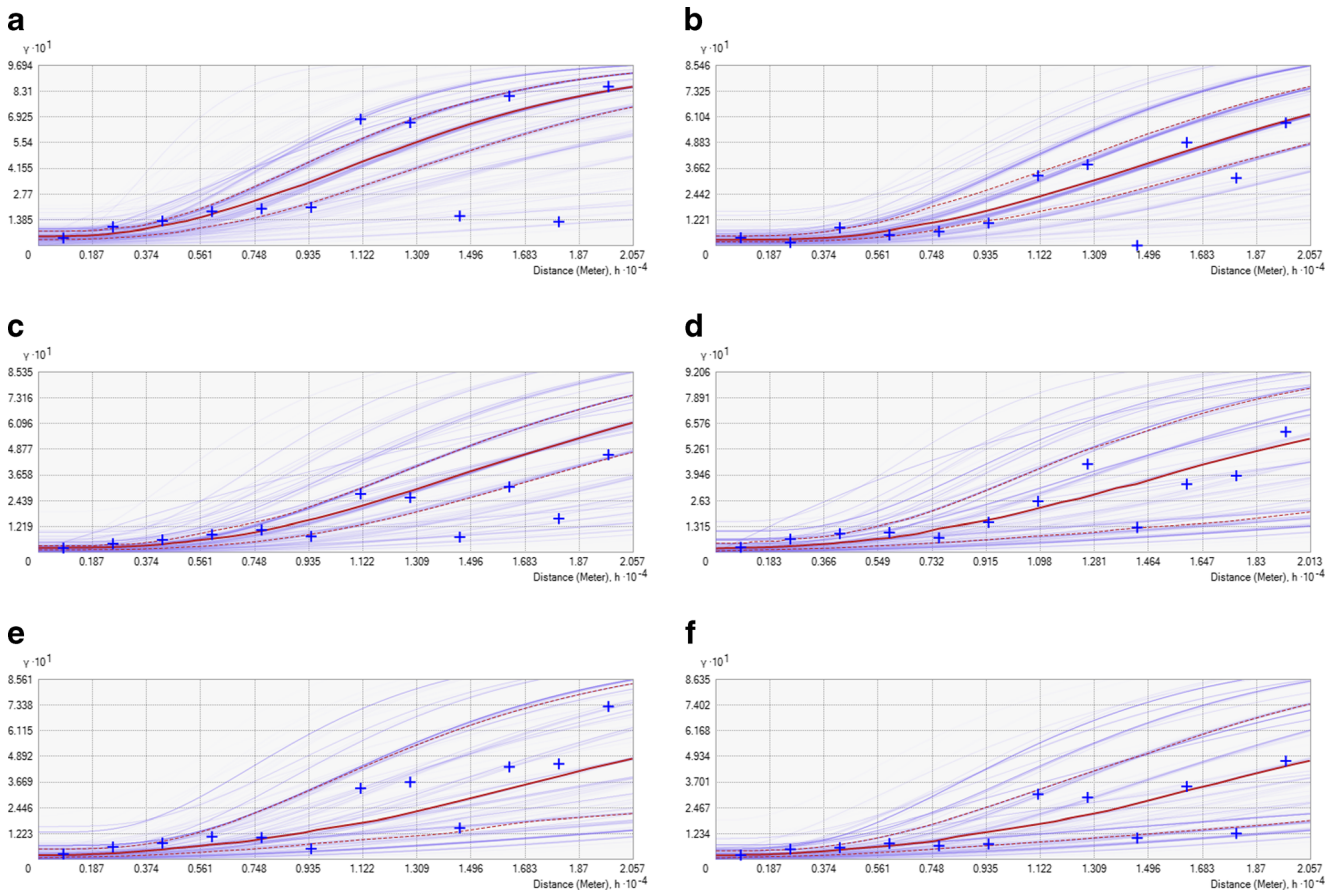 a
γ ·10¹
9.694
8.31
6.925
5.54
4.155
2.77
1.385
0 0.187 0.374 0.561 0.748 0.935 1.122 1.309 1.496 1.683 1.87 2.057
Distance (Meter), h ·10⁻⁴
b
γ ·10¹
8.546
7.325
6.104
4.883
3.662
2.442
1.221
0 0.187 0.374 0.561 0.748 0.935 1.122 1.309 1.496 1.683 1.87 2.057
Distance (Meter), h ·10⁻⁴
c
γ ·10¹
8.535
7.316
6.096
4.877
3.658
2.439
1.219
0 0.187 0.374 0.561 0.748 0.935 1.122 1.309 1.496 1.683 1.87 2.057
Distance (Meter), h ·10⁻⁴
d
γ ·10¹
9.206
7.891
6.576
5.261
3.946
2.63
1.315
0 0.183 0.366 0.549 0.732 0.915 1.098 1.281 1.464 1.647 1.83 2.013
Distance (Meter), h ·10⁻⁴
e
γ ·10¹
8.561
7.338
6.115
4.892
3.669
2.446
1.223
0 0.187 0.374 0.561 0.748 0.935 1.122 1.309 1.496 1.683 1.87 2.057
Distance (Meter), h ·10⁻⁴
f
γ ·10¹
8.635
7.402
6.168
4.934
3.701
2.467
1.234
0 0.187 0.374 0.561 0.748 0.935 1.122 1.309 1.496 1.683 1.87 2.057
Distance (Meter), h ·10⁻⁴